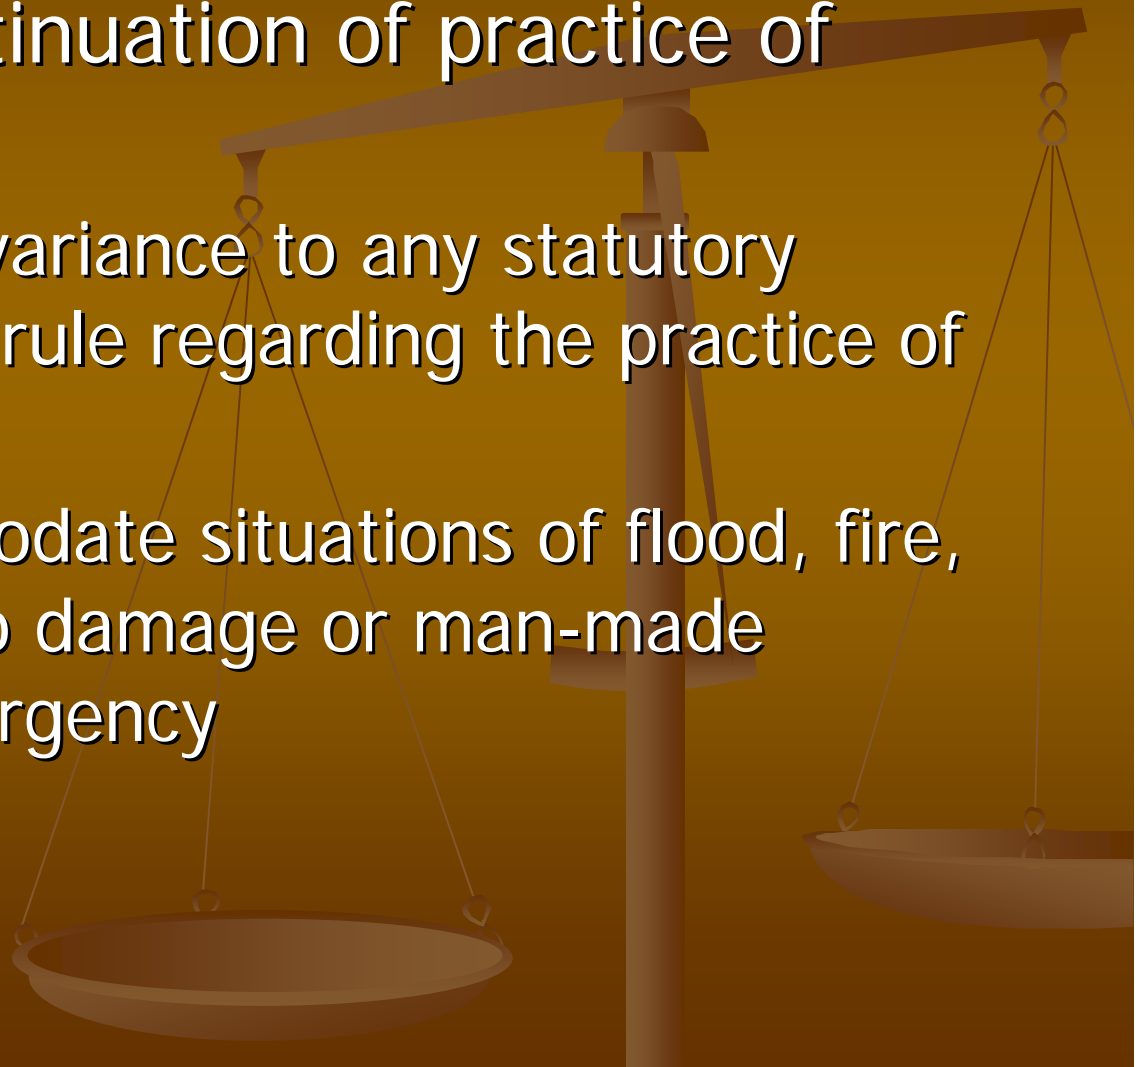 tinuation of practice of
variance to any statutory
rule regarding the practice of
odate situations of flood, fire,
damage or man-made
rgency